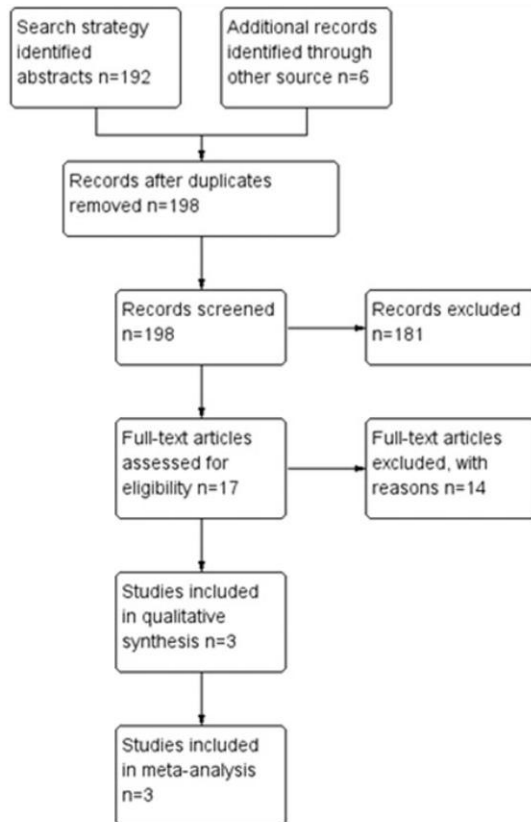 Search strategy
identified
abstracts n=192
Additional records
identified through
other source n=6
Records after duplicates
removed n=198
Records screened
n=198
Records excluded
n=181
Full-text articles
assessed for
eligibility n=17
Full-text articles
excluded, with
reasons n=14
Studies included
in qualitative
synthesis n=3
Studies included
in meta-analysis
n=3